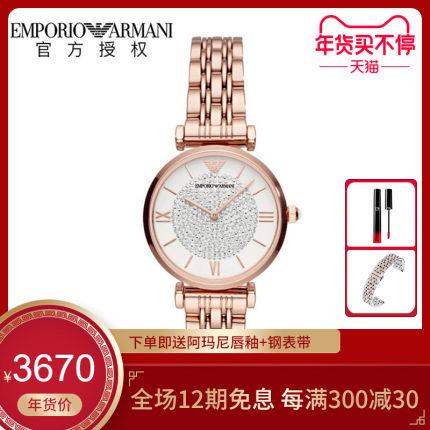 EMPORIO ARMANI
官方授权
年货买不停
天猫
EMPORIO ARMANI
下单即送阿玛尼唇釉+钢表带
¥3670
年货价
全场12期免息 每满300减30